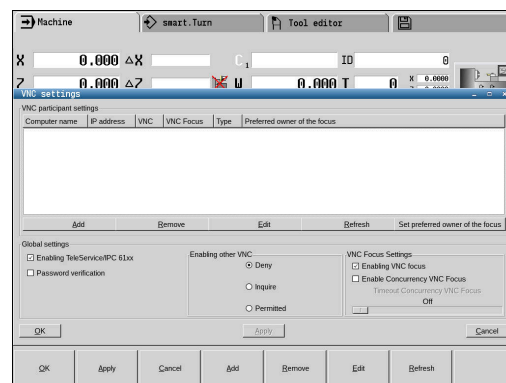 Machine smart.Turn Tool editor
X 0.000 ΔX C 1 ID 0
Z 0.000 ΔZ W 0.000 T 0 X 0.0000
VNC settings
VNC participant settings
Computer name IP address VNC VNC Focus Type Preferred owner of the focus
Add Remove Edit Refresh Set preferred owner of the focus
Global settings
Enabling TeleService/IPC 61xx
Password verification
Enabling other VNC
Deny
Inquire
Permitted
VNC Focus Settings
Enabling VNC focus
Enable Concurrency VNC Focus
Timeout Concurrency VNC Focus
Off
OK Apply Cancel
OK Apply Cancel Add Remove Edit Refresh